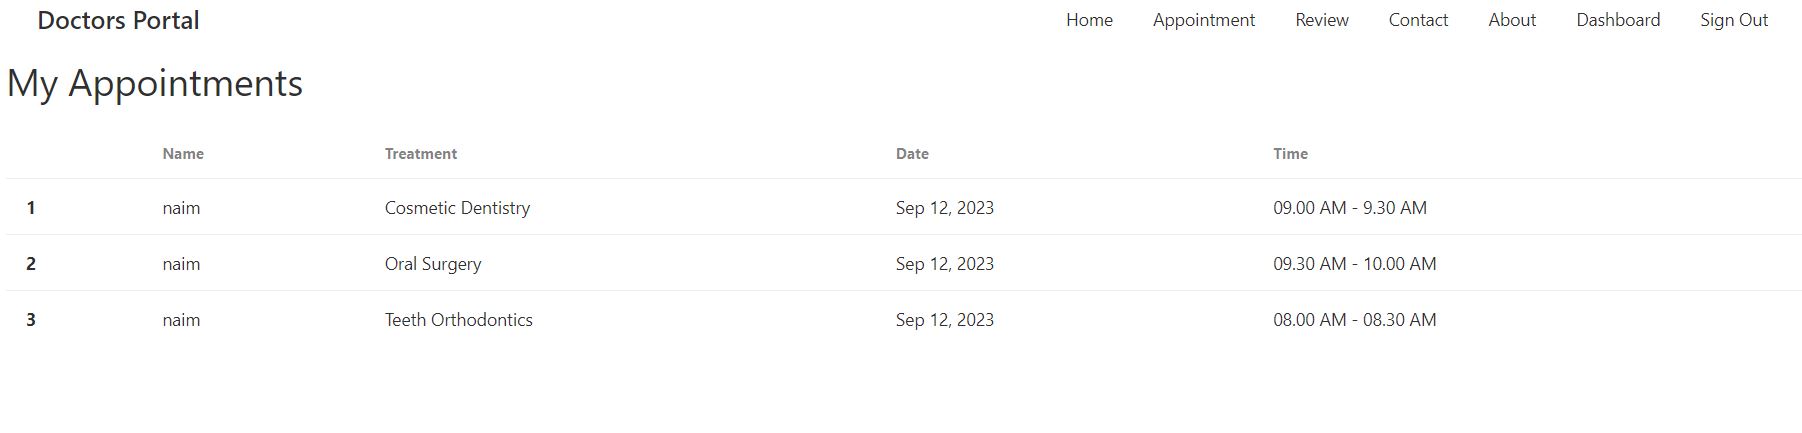 Doctors Portal Home Appointment Review Contact About Dashboard Sign Out
My Appointments
Name Treatment Date Time
1 naim Cosmetic Dentistry Sep 12, 2023 09.00 AM - 9.30 AM
2 naim Oral Surgery Sep 12, 2023 09.30 AM - 10.00 AM
3 naim Teeth Orthodontics Sep 12, 2023 08.00 AM - 08.30 AM